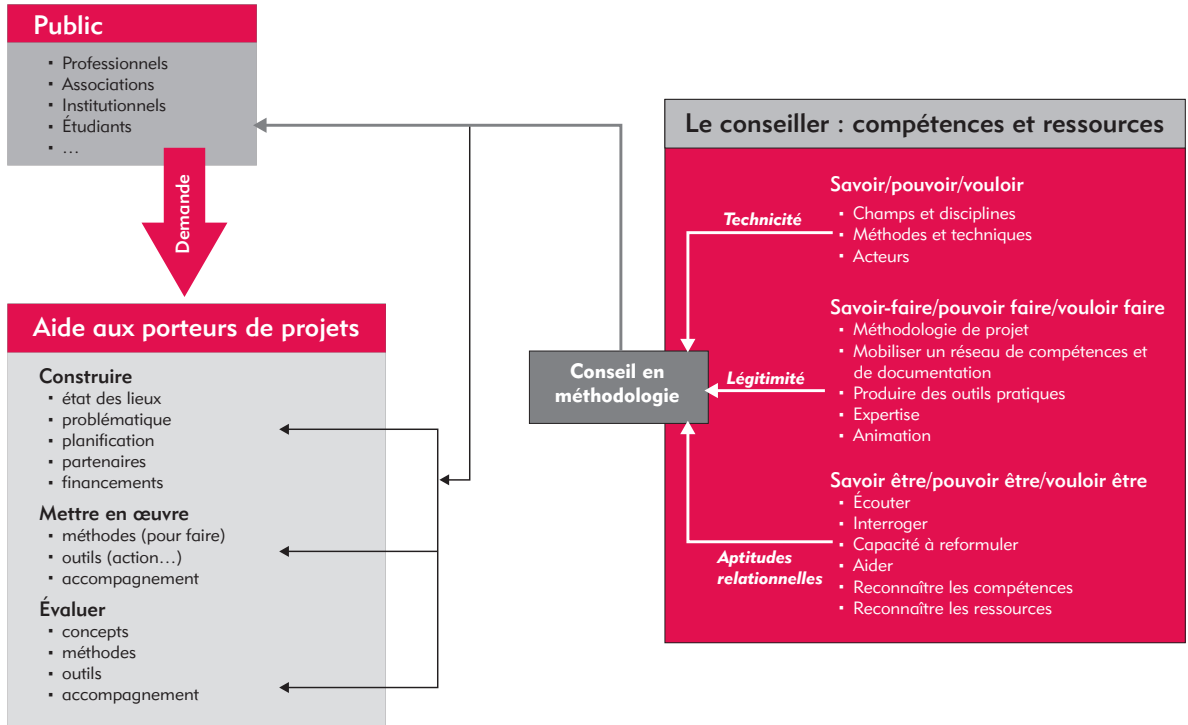 Public
▪ Professionnels
▪ Associations
▪ Institutionnels
▪ Étudiants
▪ …
Demande
Aide aux porteurs de projets
Construire
▪ état des lieux
▪ problématique
▪ planification
▪ partenaires
▪ financements
Mettre en œuvre
▪ méthodes (pour faire)
▪ outils (action…)
▪ accompagnement
Évaluer
▪ concepts
▪ méthodes
▪ outils
▪ accompagnement
Conseil en
méthodologie
Le conseiller : compétences et ressources
Technicité
Savoir/pouvoir/vouloir
▪ Champs et disciplines
▪ Méthodes et techniques
▪ Acteurs
Légitimité
Savoir-faire/pouvoir faire/vouloir faire
▪ Méthodologie de projet
▪ Mobiliser un réseau de compétences et
de documentation
▪ Produire des outils pratiques
▪ Expertise
▪ Animation
Aptitudes
relationnelles
Savoir être/pouvoir être/vouloir être
▪ Écouter
▪ Interroger
▪ Capacité à reformuler
▪ Aider
▪ Reconnaître les compétences
▪ Reconnaître les ressources